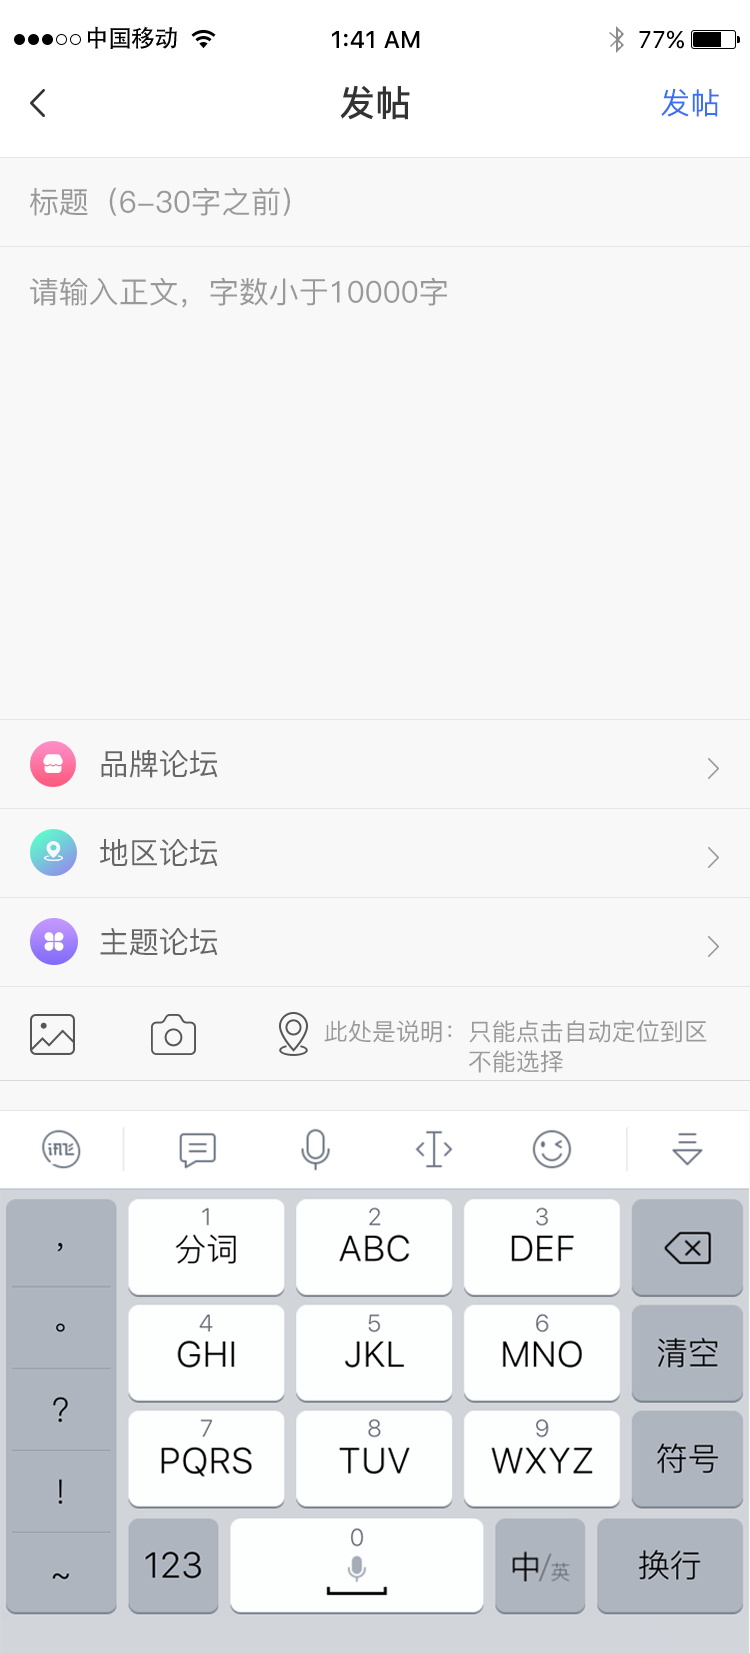 中国移动 1:41 AM 77%
发帖 发帖
标题（6-30字之前）
请输入正文，字数小于10000字
品牌论坛
地区论坛
主题论坛
此处是说明：只能点击自动定位到区
不能选择
iFLY
， 1 2 3
分词 ABC DEF
。 4 5 6
GHI JKL MNO 清空
? 7 8 9
PQRS TUV WXYZ 符号
!
~ 123 0 中/英 换行